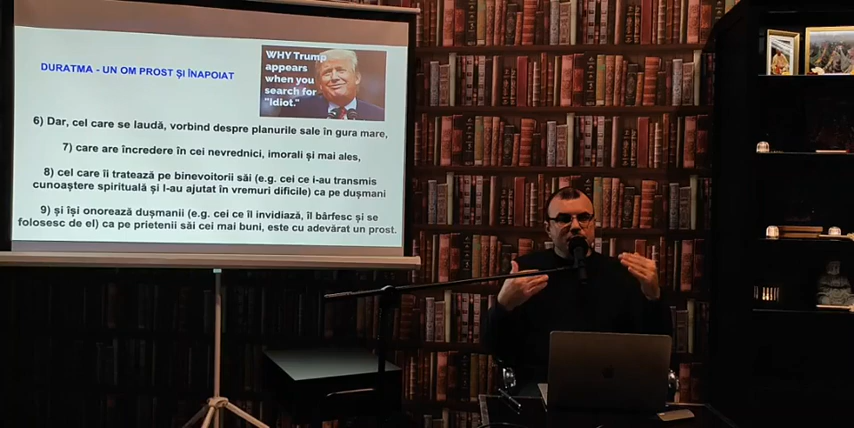 DURATMA - UN OM PROST ȘI ÎNAPOIAT
WHY Trump
appears
when you
search for
"Idiot."
6) Dar, cel care se laudă, vorbind despre planurile sale în gura mare,
7) care are încredere în cei nevrednici, imorali și mai ales,
8) cel care îi tratează pe binevoitorii săi (e.g. cei ce i-au transmis
cunoaștere spirituală și l-au ajutat în vremuri dificile) ca pe dușmani
9) și își onorează dușmanii (e.g. cei ce îl invidiază, îl bârfesc și se
folosesc de el) ca pe prietenii săi cei mai buni, este cu adevărat un prost.